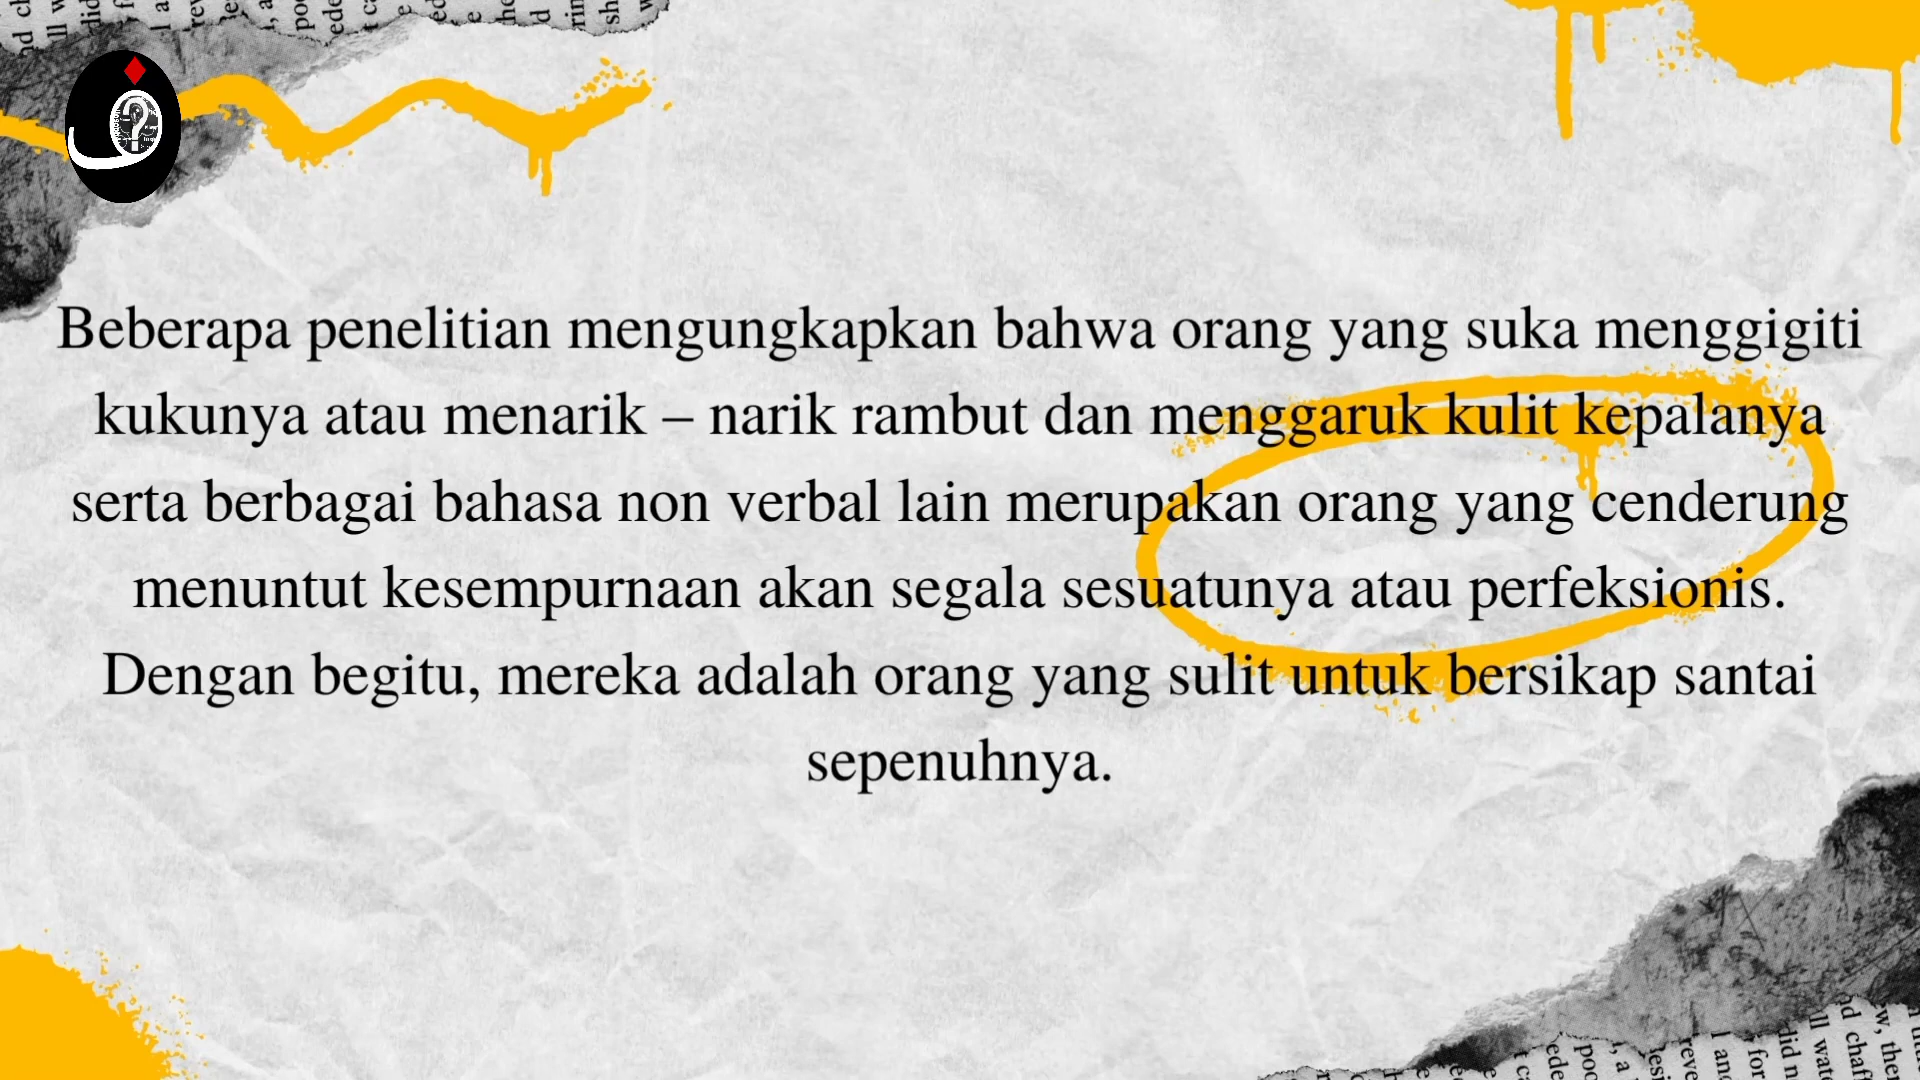 Beberapa penelitian mengungkapkan bahwa orang yang suka menggigiti
kukunya atau menarik – narik rambut dan menggaruk kulit kepalanya
serta berbagai bahasa non verbal lain merupakan orang yang cenderung
menuntut kesempurnaan akan segala sesuatunya atau perfeksionis.
Dengan begitu, mereka adalah orang yang sulit untuk bersikap santai
sepenuhnya.